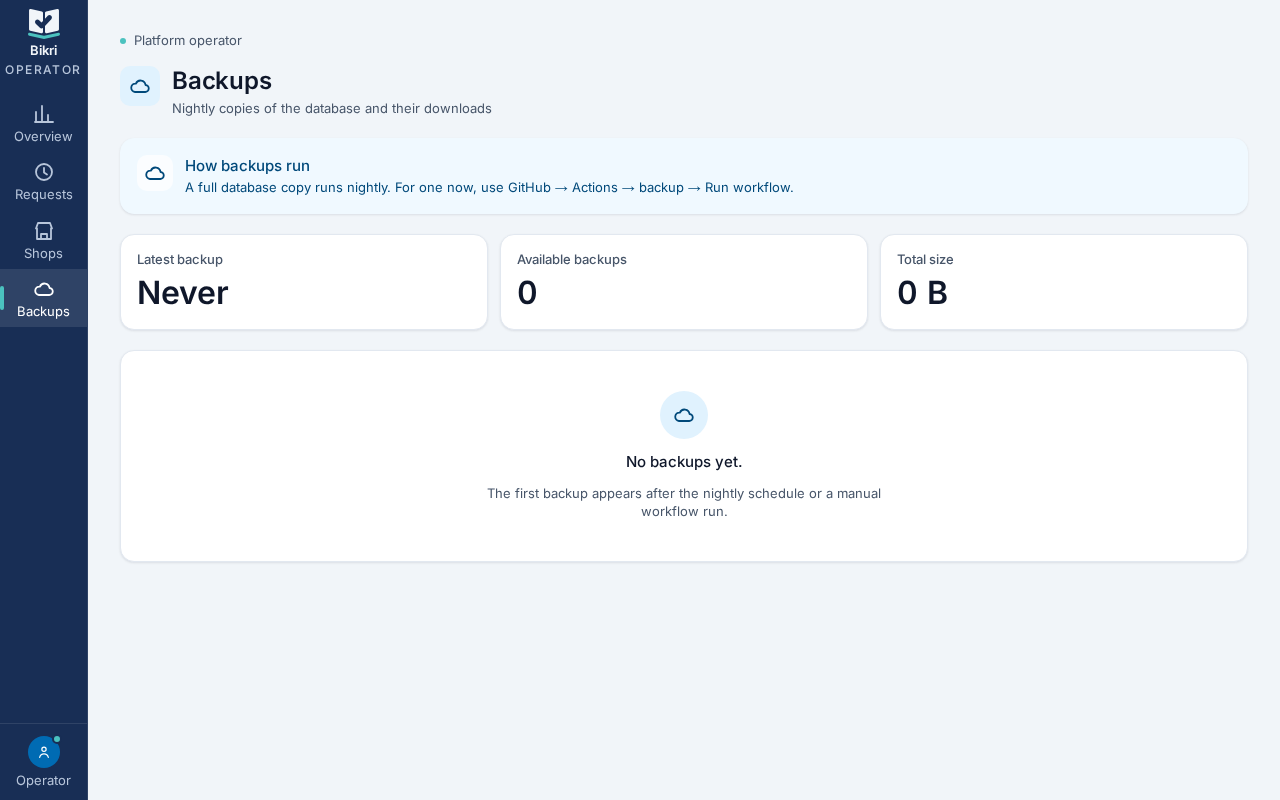 Bikri
OPERATOR
Overview
Requests
Shops
Backups
Operator
Platform operator
Backups
Nightly copies of the database and their downloads
How backups run
A full database copy runs nightly. For one now, use GitHub → Actions → backup → Run workflow.
Latest backup
Never
Available backups
0
Total size
0 B
No backups yet.
The first backup appears after the nightly schedule or a manual
workflow run.